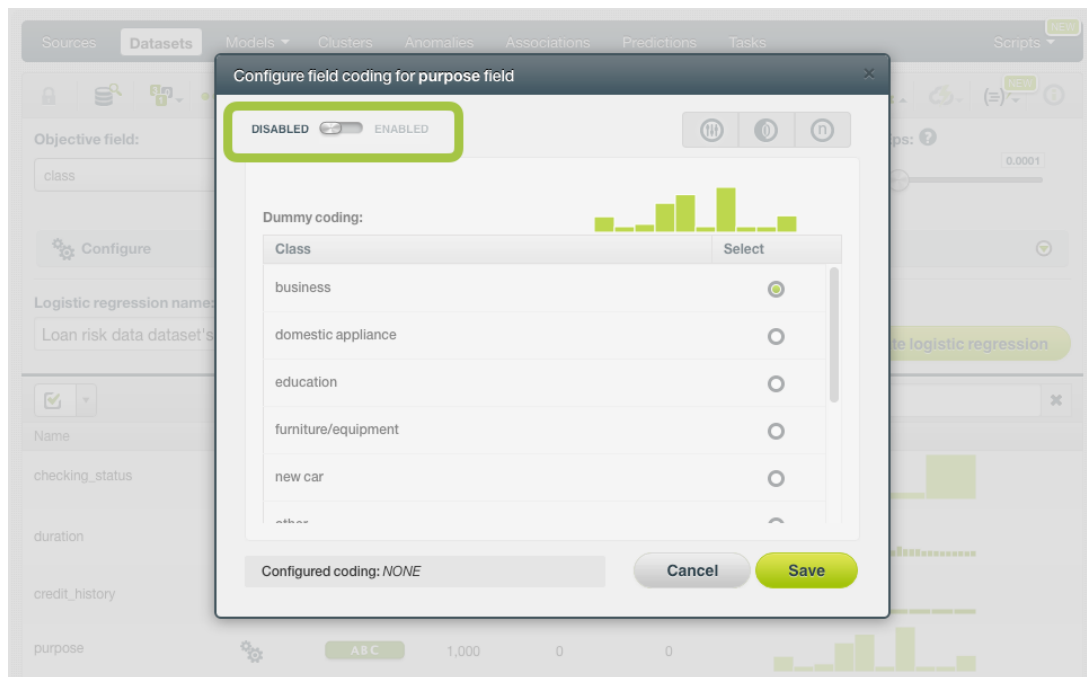 NEW
Sources Datasets Models Clusters Anomalies Associations Predictions Tasks Scripts
Configure field coding for purpose field ×
NEW
DISABLED ENABLED
n
Objective field:
ps: ?
class
0.0001
Dummy coding:
Configure
Class Select
business
Logistic regression name:
Loan risk data dataset's
domestic appliance
te logistic regression
education
furniture/equipment
Name
new car
checking_status
other
duration
Configured coding: NONE Cancel Save
credit_history
purpose ABC 1,000 0 0